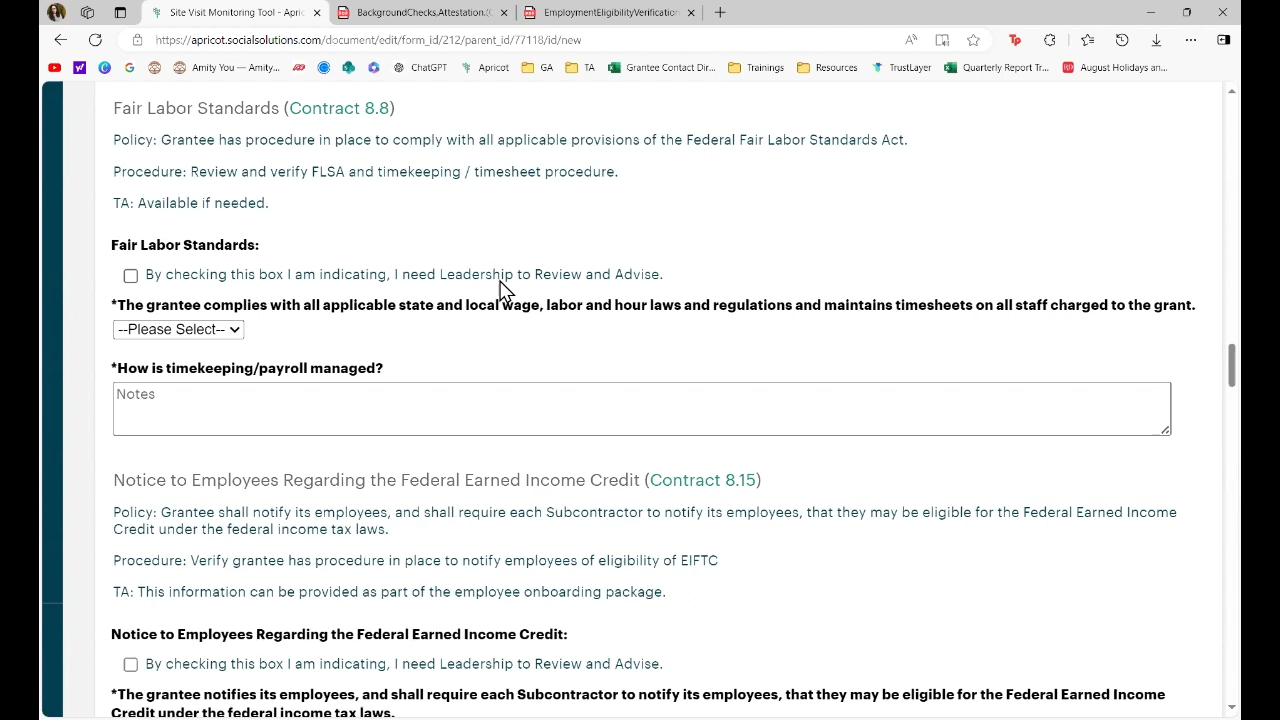 Site Visit Monitoring Tool - Apric
BackgroundChecks.Attestation.(
EmploymentEligibilityVerification
https://apricot.socialsolutions.com/document/edit/form_id/212/parent_id/77118/id/new
Amity You — Amity... ChatGPT Apricot GA TA Grantee Contact Dir... Trainings Resources TrustLayer Quarterly Report Tr... August Holidays an...
Fair Labor Standards (Contract 8.8)
Policy: Grantee has procedure in place to comply with all applicable provisions of the Federal Fair Labor Standards Act.
Procedure: Review and verify FLSA and timekeeping / timesheet procedure.
TA: Available if needed.
Fair Labor Standards:
By checking this box I am indicating, I need Leadership to Review and Advise.
*The grantee complies with all applicable state and local wage, labor and hour laws and regulations and maintains timesheets on all staff charged to the grant.
--Please Select--
*How is timekeeping/payroll managed?
Notes
Notice to Employees Regarding the Federal Earned Income Credit (Contract 8.15)
Policy: Grantee shall notify its employees, and shall require each Subcontractor to notify its employees, that they may be eligible for the Federal Earned Income
Credit under the federal income tax laws.
Procedure: Verify grantee has procedure in place to notify employees of eligibility of EIFTC
TA: This information can be provided as part of the employee onboarding package.
Notice to Employees Regarding the Federal Earned Income Credit:
By checking this box I am indicating, I need Leadership to Review and Advise.
*The grantee notifies its employees, and shall require each Subcontractor to notify its employees, that they may be eligible for the Federal Earned Income
Credit under the federal income tax laws.